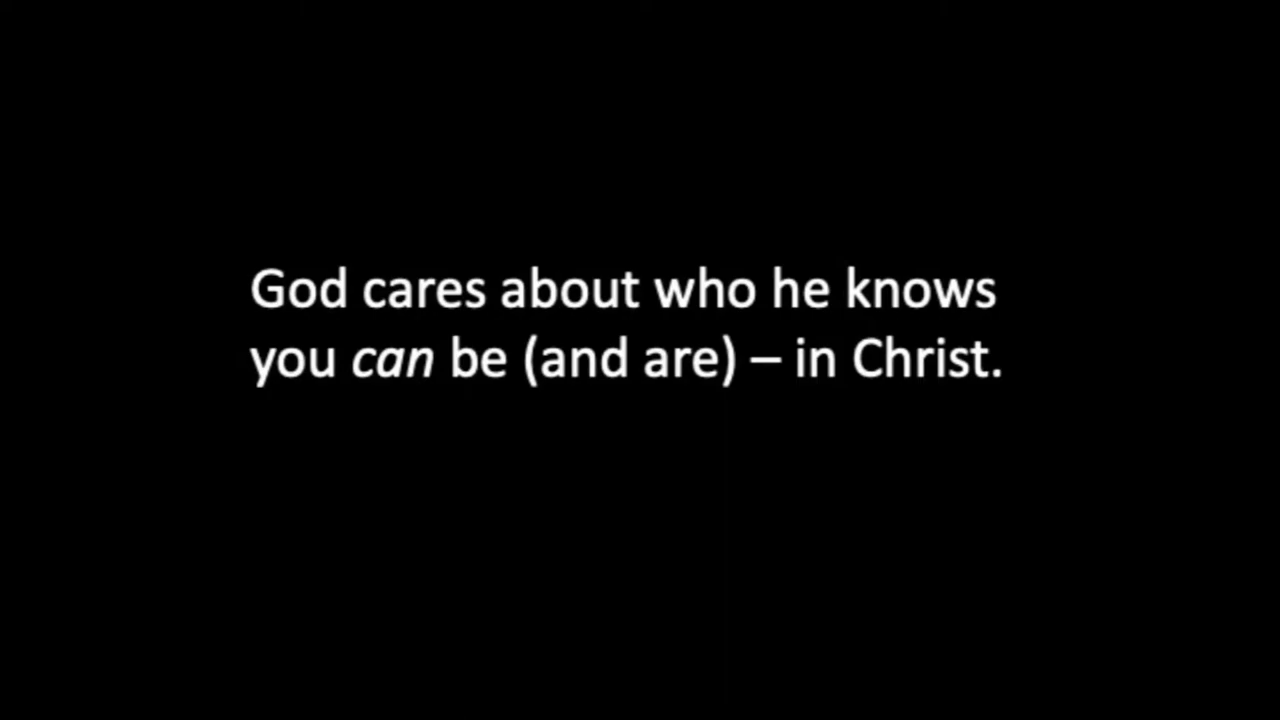 God cares about who he knows
you can be (and are) – in Christ.